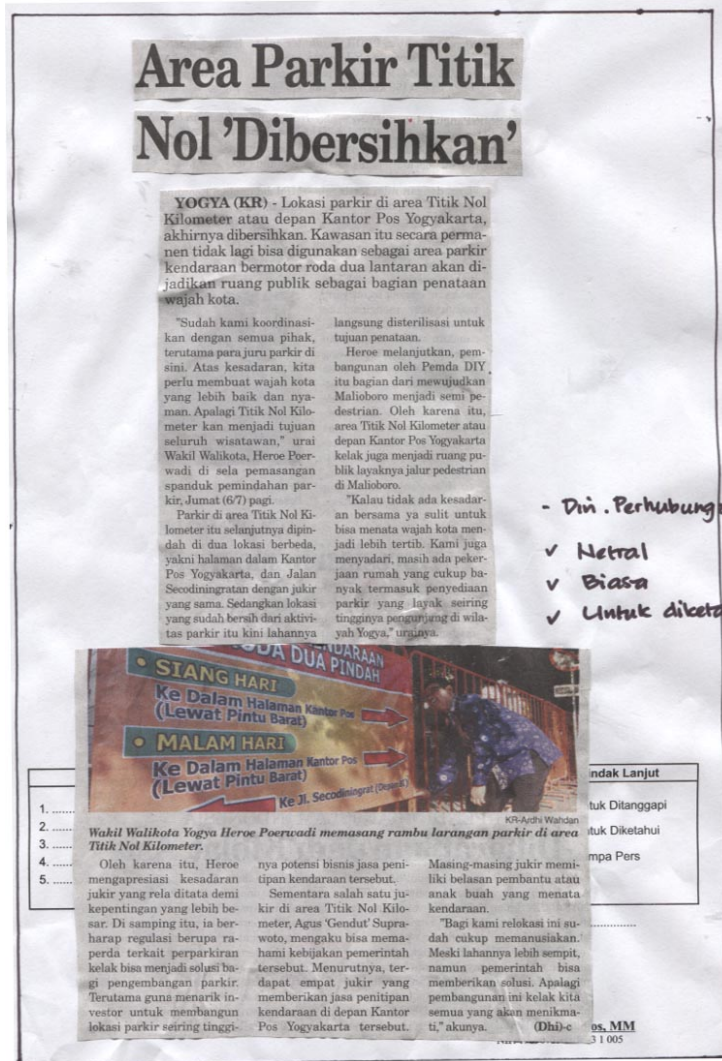 Area Parkir Titik
Nol 'Dibersihkan'
YOGYA (KR) - Lokasi parkir di area Titik Nol
Kilometer atau depan Kantor Pos Yogyakarta,
akhirnya dibersihkan. Kawasan itu secara perma-
nen tidak lagi bisa digunakan sebagai area parkir
kendaraan bermotor roda dua lantaran akan di-
jadikan ruang publik sebagai bagian penataan
wajah kota.
"Sudah kami koordinasi-
kan dengan semua pihak,
terutama para juru parkir di
sini. Atas kesadaran, kita
perlu membuat wajah kota
yang lebih baik dan nya-
man. Apalagi Titik Nol Kilo-
meter kan menjadi tujuan
seluruh wisatawan," urai
Wakil Walikota, Heroe Poer-
wadi di sela pemasangan
spanduk pemindahan par-
kir, Jumat (6/7) pagi.
Parkir di area Titik Nol Ki-
lometer itu selanjutnya dipin-
dah di dua lokasi berbeda,
yakni halaman dalam Kantor
Pos Yogyakarta, dan Jalan
Secodiningratan dengan jukir
yang sama. Sedangkan lokasi
yang sudah bersih dari aktivi-
tas parkir itu kini lahannya
langsung disterilisasi untuk
tujuan penataan.
Heroe melanjutkan, pem-
bangunan oleh Pemda DIY
itu bagian dari mewujudkan
Malioboro menjadi semi pe-
destrian. Oleh karena itu,
area Titik Nol Kilometer atau
depan Kantor Pos Yogyakarta
kelak juga menjadi ruang pu-
blik layaknya jalur pedestrian
di Malioboro.
"Kalau tidak ada kesadar-
an bersama ya sulit untuk
bisa menata wajah kota men-
jadi lebih tertib. Kami juga
menyadari, masih ada peker-
jaan rumah yang cukup ba-
nyak termasuk penyediaan
parkir yang layak seiring
tingginya pengunjung di wila-
yah Yogya," urainya.
- Din. Perhubung
✓ Netral
✓ Biasa
✓ Untuk diketa
KENDARAAN
RODA DUA PINDAH
• SIANG HARI
Ke Dalam Halaman Kantor Pos
(Lewat Pintu Barat)
• MALAM HARI
Ke Dalam Halaman Kantor Pos
(Lewat Pintu Barat)
Ke Jl. Secodiningrat
KR-Ardhi Wahdan
Wakil Walikota Yogya Heroe Poerwadi memasang rambu larangan parkir di area
Titik Nol Kilometer.
1. ......
2. ......
3. ......
4. ......
5. ......
ndak Lanjut
tuk Ditanggapi
tuk Diketahui
mpa Pers
Oleh karena itu, Heroe
mengapresiasi kesadaran
jukir yang rela ditata demi
kepentingan yang lebih be-
sar. Di samping itu, ia ber-
harap regulasi berupa ra-
perda terkait perparkiran
kelak bisa menjadi solusi ba-
gi pengembangan parkir.
Terutama guna menarik in-
vestor untuk membangun
lokasi parkir seiring tinggi-
nya potensi bisnis jasa peni-
tipan kendaraan tersebut.
Sementara salah satu ju-
kir di area Titik Nol Kilo-
meter, Agus 'Gendut' Supra-
woto, mengaku bisa mema-
hami kebijakan pemerintah
tersebut. Menurutnya, ter-
dapat empat jukir yang
memberikan jasa penitipan
kendaraan di depan Kantor
Pos Yogyakarta tersebut.
Masing-masing jukir memi-
liki belasan pembantu atau
anak buah yang menata
kendaraan.
"Bagi kami relokasi ini su-
dah cukup memanusiakan.
Meski lahannya lebih sempit,
namun pemerintah bisa
memberikan solusi. Apalagi
pembangunan ini kelak kita
semua yang akan menikma-
ti," akunya. (Dhi)-c
os, MM
3 1 005